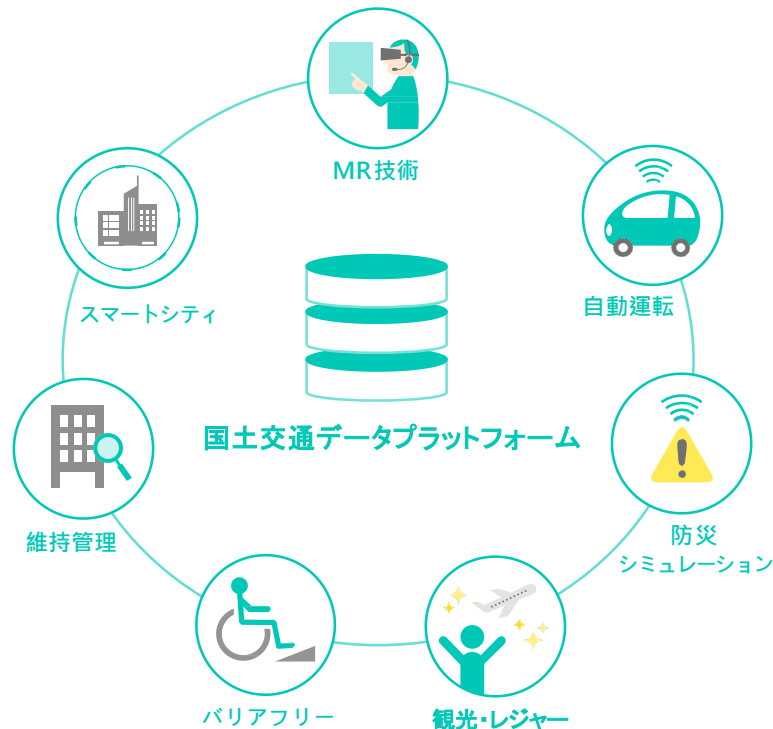 MR技術
スマートシティ
自動運転
国土交通データプラットフォーム
維持管理
防災
シミュレーション
バリアフリー
観光・レジャー